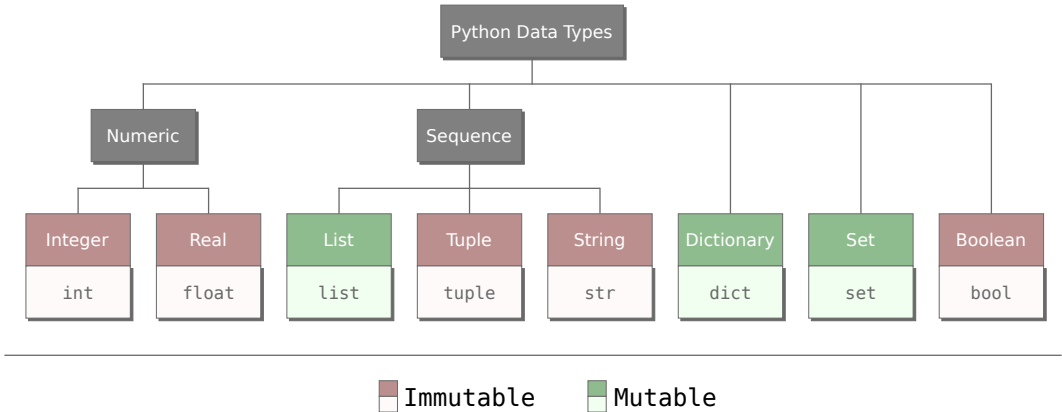 Python Data Types
Numeric
Sequence
Integer
Real
List
Tuple
String
Dictionary
Set
Boolean
int
float
list
tuple
str
dict
set
bool
Immutable
Mutable